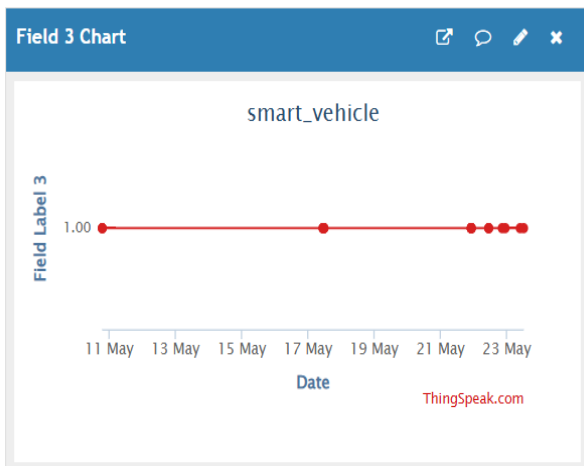 Field 3 Chart
smart_vehicle
Field Label 3
1.00
11 May 13 May 15 May 17 May 19 May 21 May 23 May
Date
ThingSpeak.com